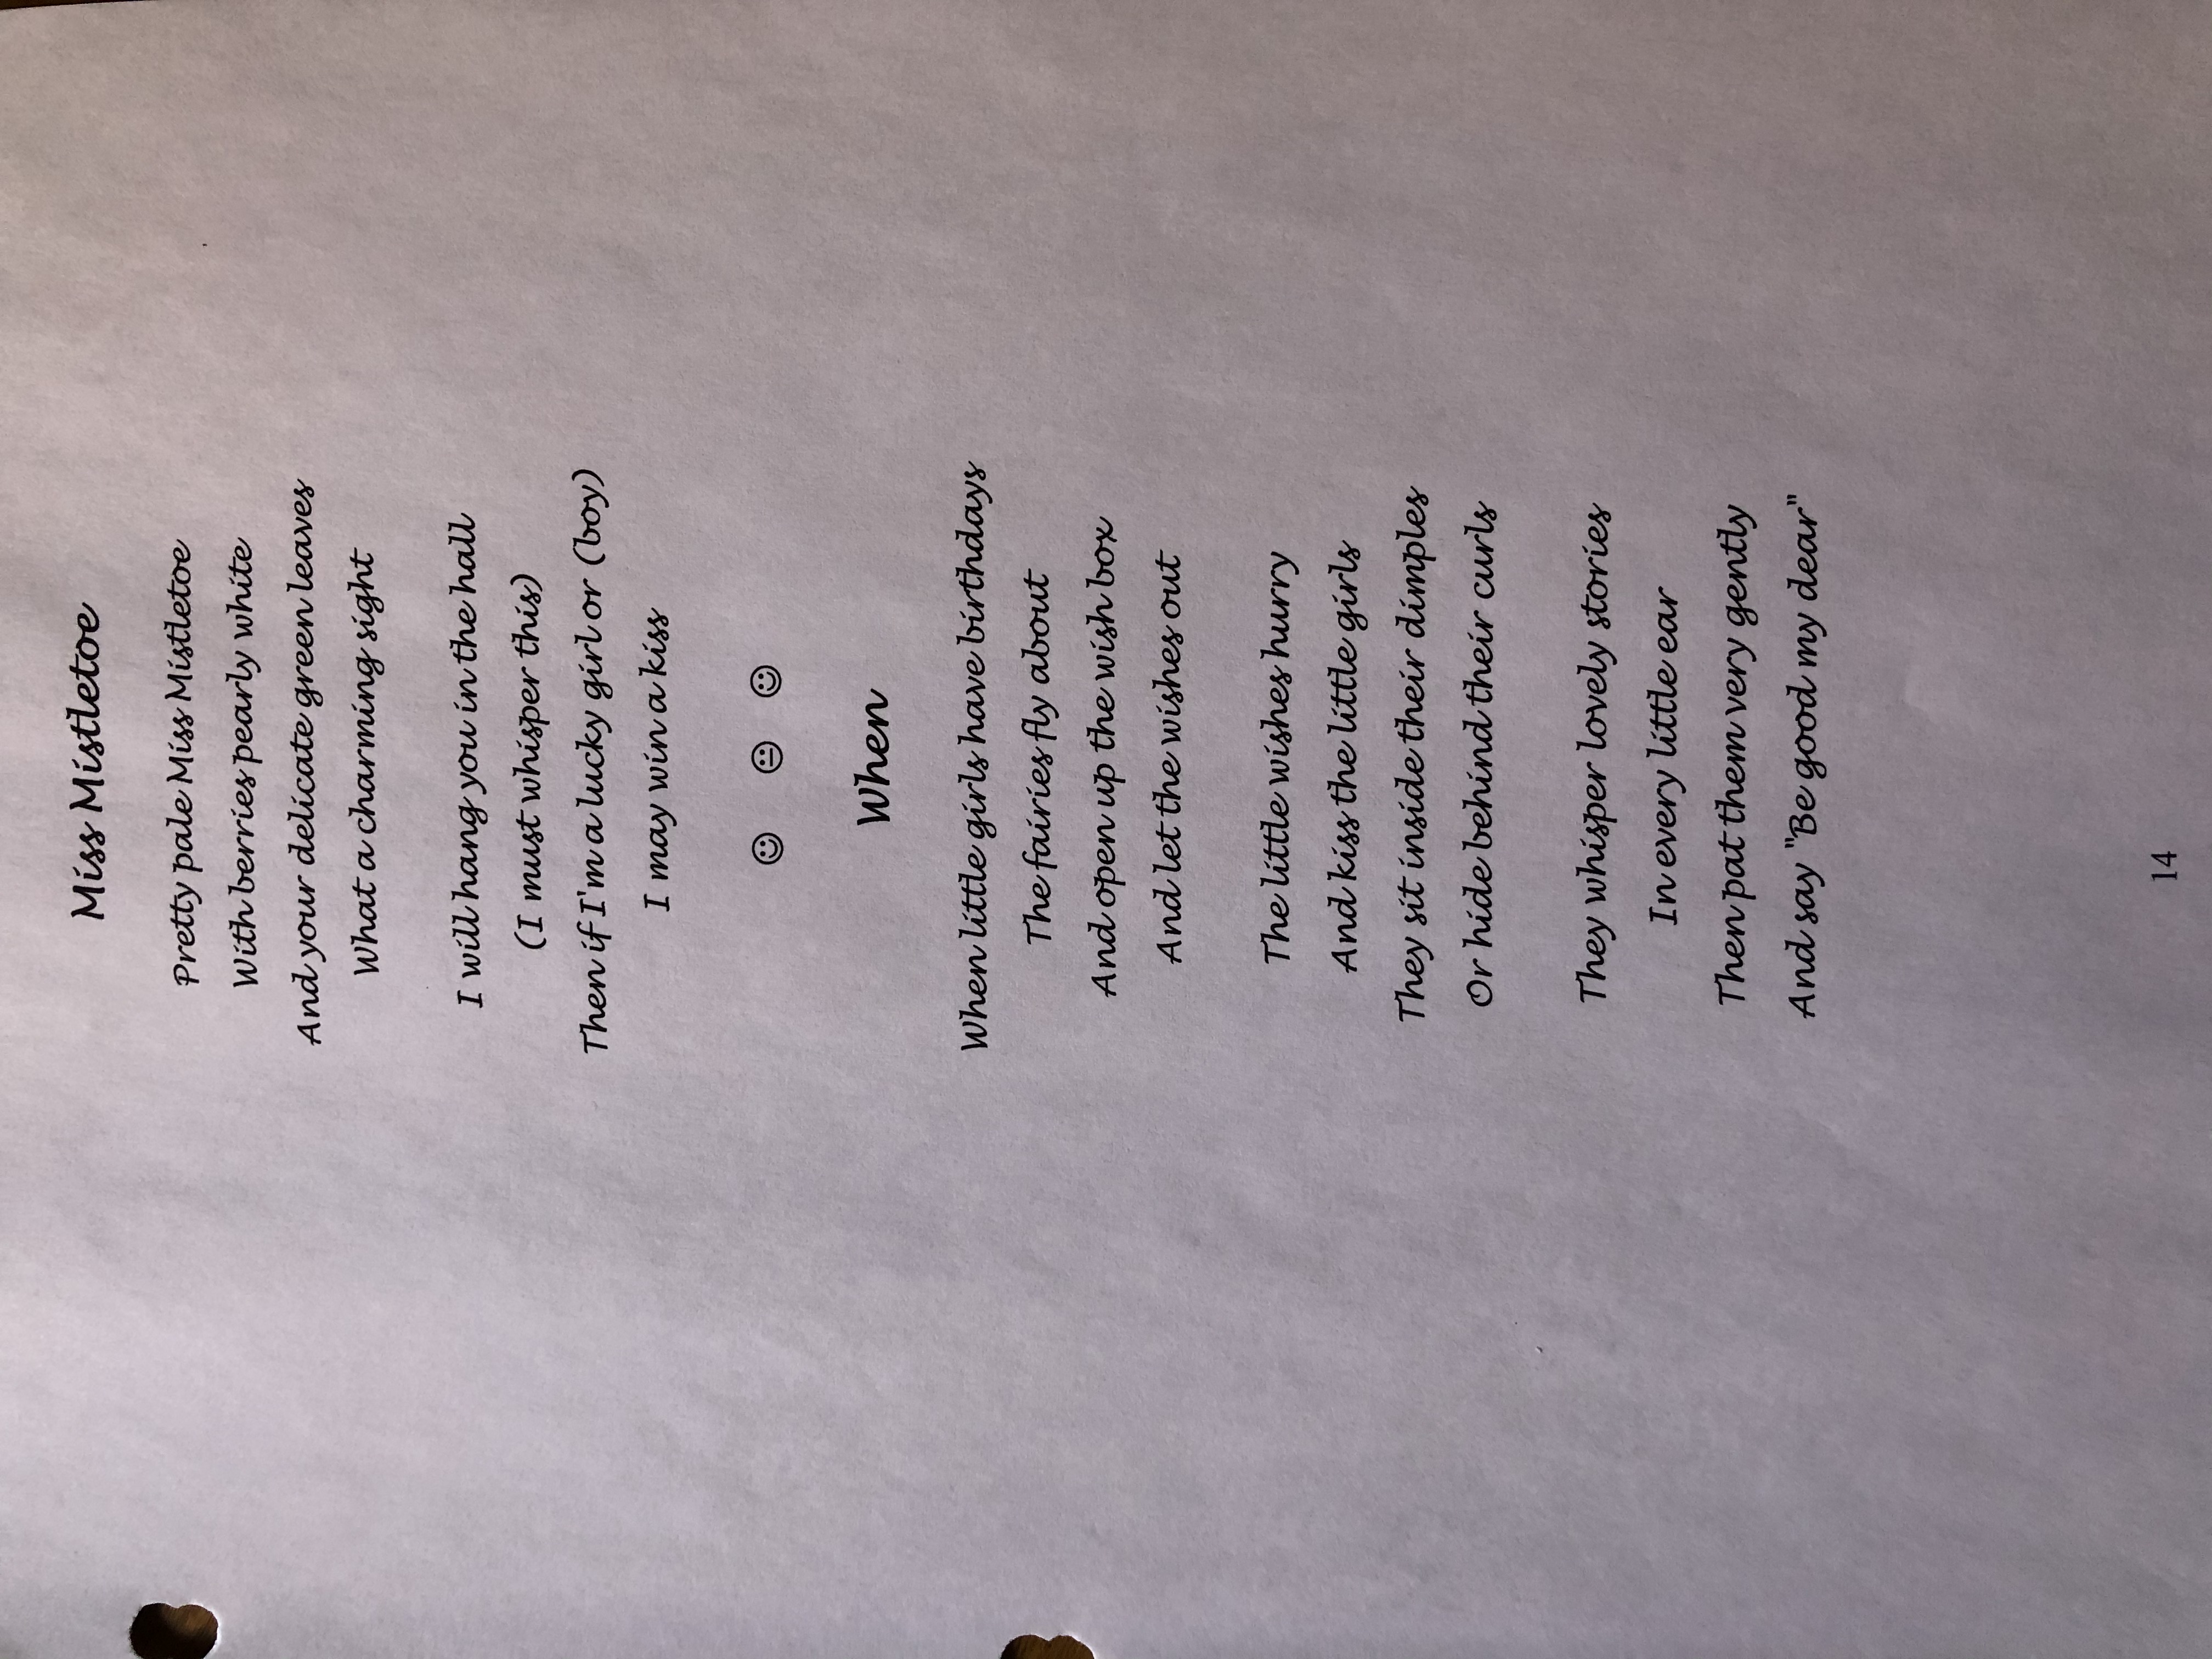 Miss Mistletoe
Pretty pale Miss Mistletoe
With berries pearly white
And your delicate green leaves
What a charming sight
I will hang you in the hall
(I must whisper this)
Then if I'm a lucky girl or (boy)
I may win a kiss
☺ 😐 ☺
When
When little girls have birthdays
The fairies fly about
And open up the wish box
And let the wishes out
The little wishes hurry
And kiss the little girls
They sit inside their dimples
Or hide behind their curls
They whisper lovely stories
In every little ear
Then pat them very gently
And say "Be good my dear"
14